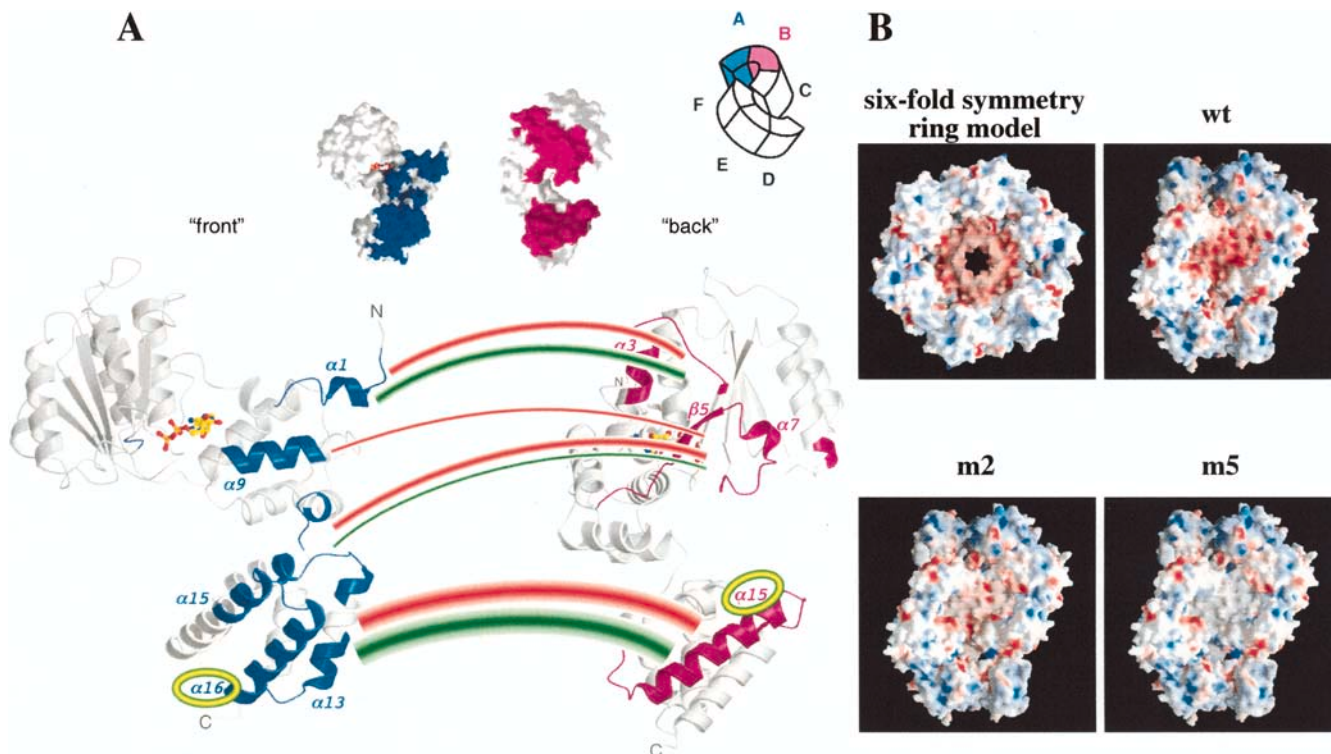 A
A
B
F
C
E
D
"front"
"back"
N
α1
α3
N
β5
α7
α9
α15
α15
α16
α13
C
C
B
six-fold symmetry
ring model
wt
m2
m5